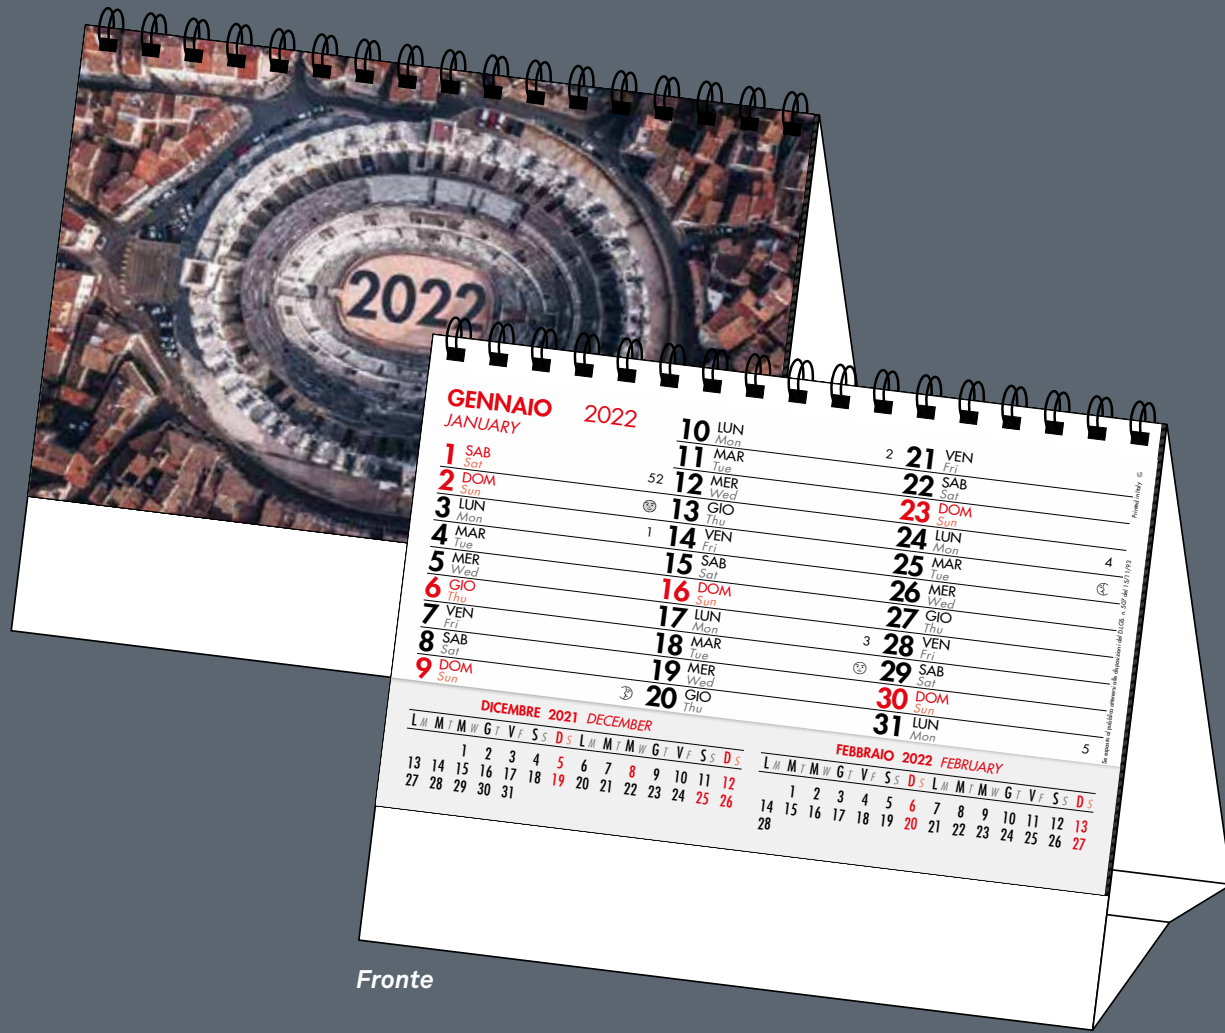 2022
GENNAIO 2022
JANUARY
1 SAB Sat
2 DOM Sun 52
3 LUN Mon
4 MAR Tue 1
5 MER Wed
6 GIO Thu
7 VEN Fri
8 SAB Sat
9 DOM Sun
10 LUN Mon 2
11 MAR Tue
12 MER Wed
13 GIO Thu
14 VEN Fri
15 SAB Sat
16 DOM Sun
17 LUN Mon 3
18 MAR Tue
19 MER Wed
20 GIO Thu
21 VEN Fri
22 SAB Sat
23 DOM Sun
24 LUN Mon 4
25 MAR Tue
26 MER Wed
27 GIO Thu
28 VEN Fri
29 SAB Sat
30 DOM Sun
31 LUN Mon 5
Printed in Italy
DICEMBRE 2021 DECEMBER
L M M T M W G T V F S S D S L M M T M W G T V F S S D S
1 2 3 4 5 6 7 8 9 10 11 12
13 14 15 16 17 18 19 20 21 22 23 24 25 26
27 28 29 30 31
FEBBRAIO 2022 FEBRUARY
L M M T M W G T V F S S D S L M M T M W G T V F S S D S
1 2 3 4 5 6 7 8 9 10 11 12 13
14 15 16 17 18 19 20 21 22 23 24 25 26 27
28
Fronte